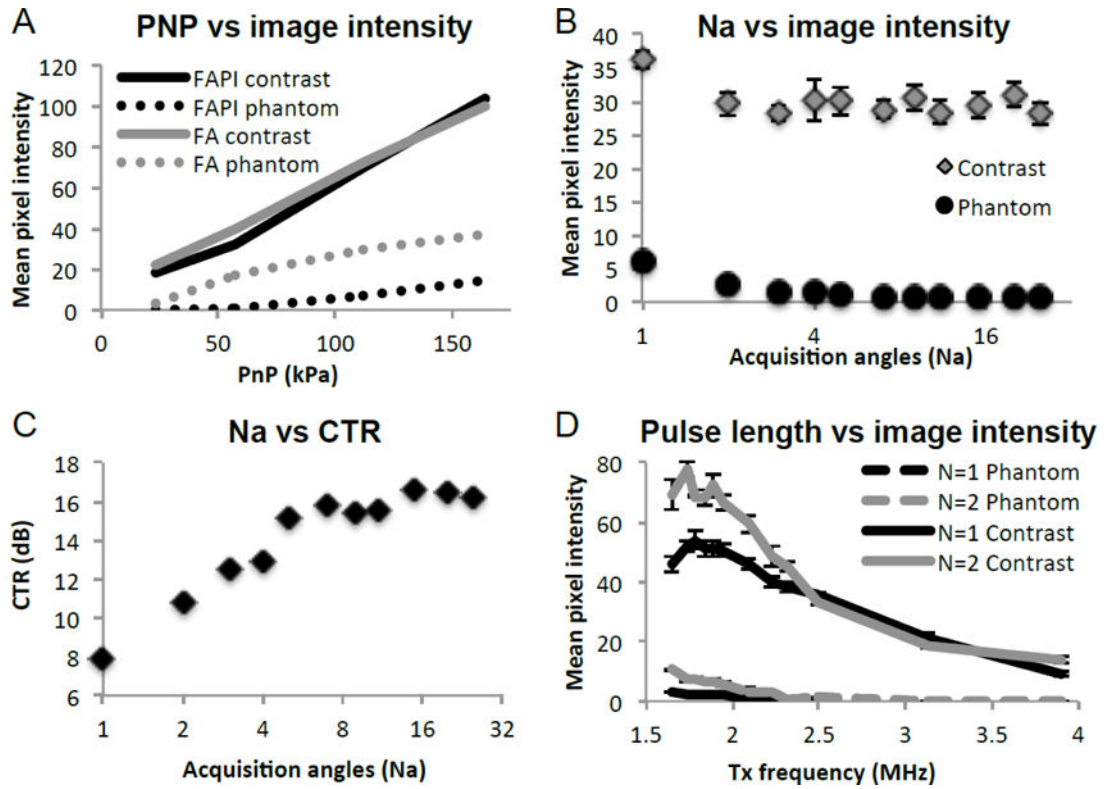 A
PNP vs image intensity
Mean pixel intensity
120
100
80
60
40
20
0
FAPI contrast
FAPI phantom
FA contrast
FA phantom
0
50
100
150
PnP (kPa)
B
Na vs image intensity
Mean pixel intensity
40
35
30
25
20
15
10
5
0
Contrast
Phantom
1
4
16
Acquisition angles (Na)
C
Na vs CTR
CTR (dB)
18
16
14
12
10
8
6
1
2
4
8
16
32
Acquisition angles (Na)
D
Pulse length vs image intensity
Mean pixel intensity
80
60
40
20
0
N=1 Phantom
N=2 Phantom
N=1 Contrast
N=2 Contrast
1.5
2
2.5
3
3.5
4
Tx frequency (MHz)